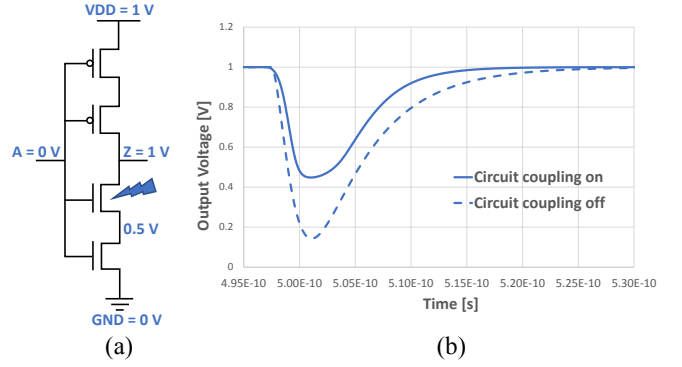 VDD = 1 V
A = 0 V
Z = 1 V
0.5 V
GND = 0 V
(a)
1.2
1
0.8
0.6
0.4
0.2
0
Output Voltage [V]
Circuit coupling on
Circuit coupling off
4.95E-10 5.00E-10 5.05E-10 5.10E-10 5.15E-10 5.20E-10 5.25E-10 5.30E-10
Time [s]
(b)